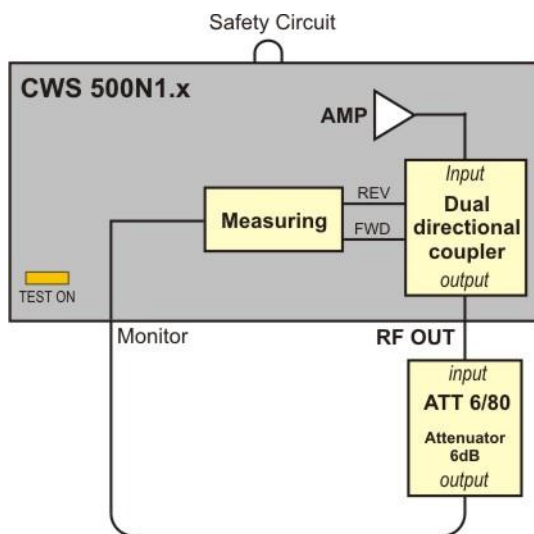 Safety Circuit
CWS 500N1.x
AMP
Input
Dual
directional
coupler
output
REV
FWD
Measuring
TEST ON
Monitor
RF OUT
input
ATT 6/80
Attenuator
6dB
output